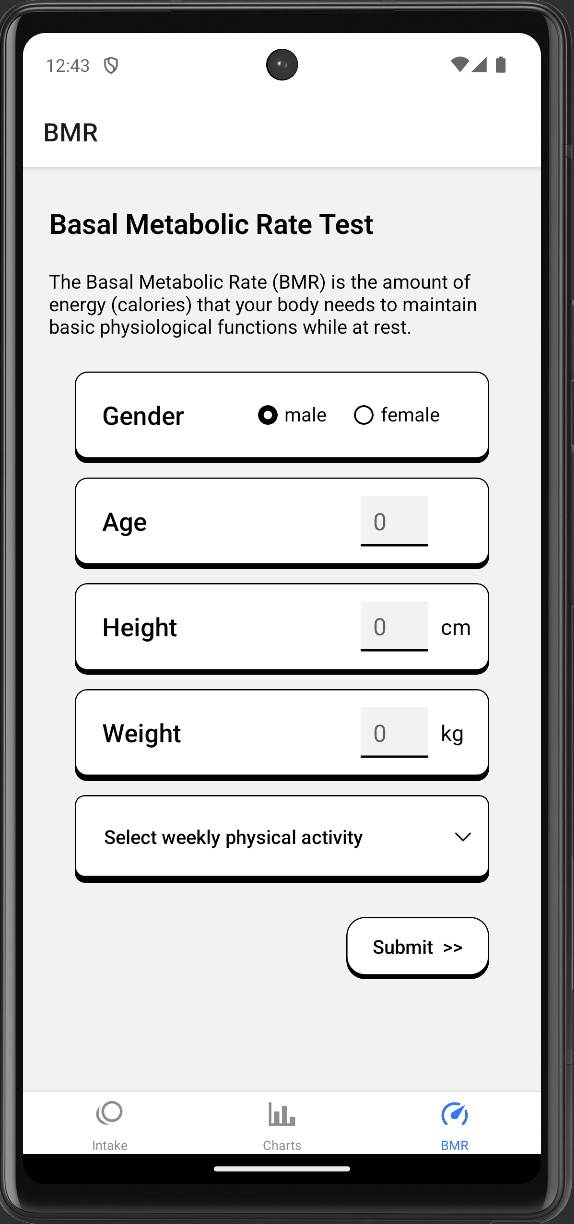 12:43
BMR
Basal Metabolic Rate Test
The Basal Metabolic Rate (BMR) is the amount of
energy (calories) that your body needs to maintain
basic physiological functions while at rest.
Gender male female
Age 0
Height 0 cm
Weight 0 kg
Select weekly physical activity
Submit >>
Intake Charts BMR